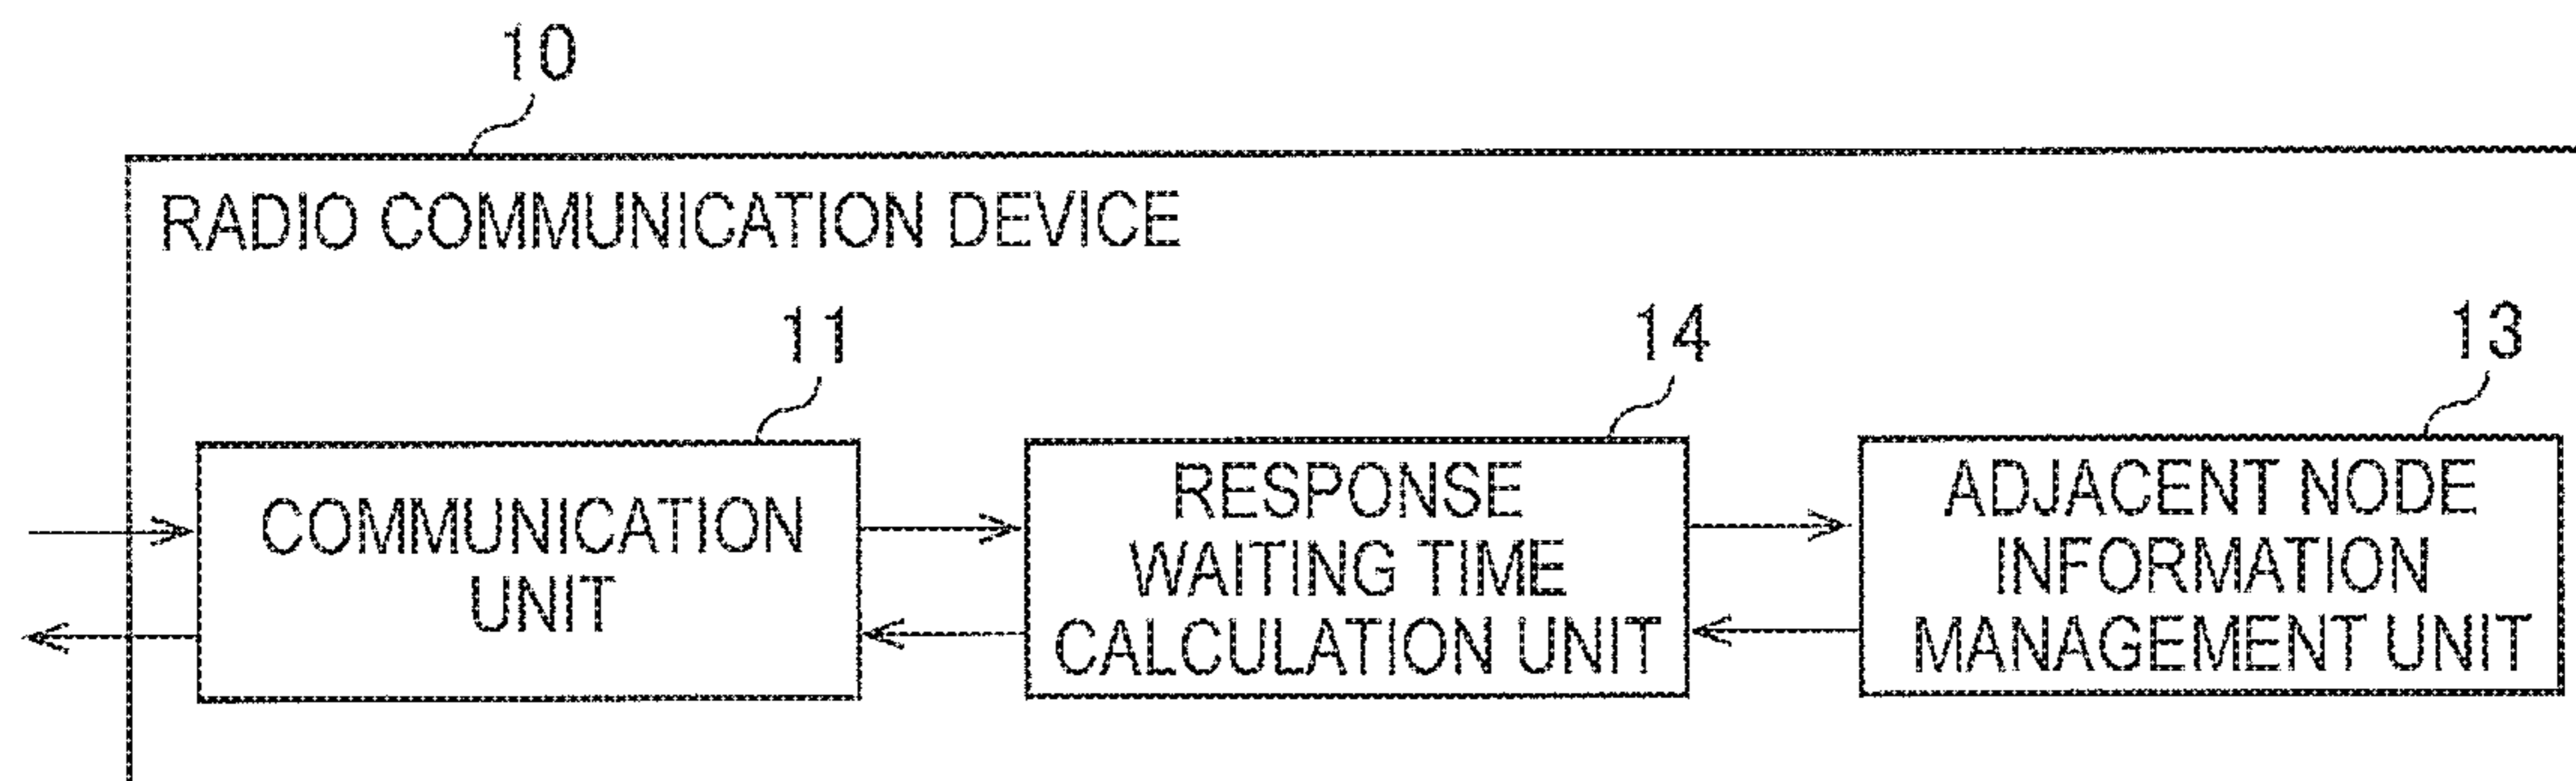 10
RADIO COMMUNICATION DEVICE
11
14
13
COMMUNICATION
UNIT
RESPONSE
WAITING TIME
CALCULATION UNIT
ADJACENT NODE
INFORMATION
MANAGEMENT UNIT